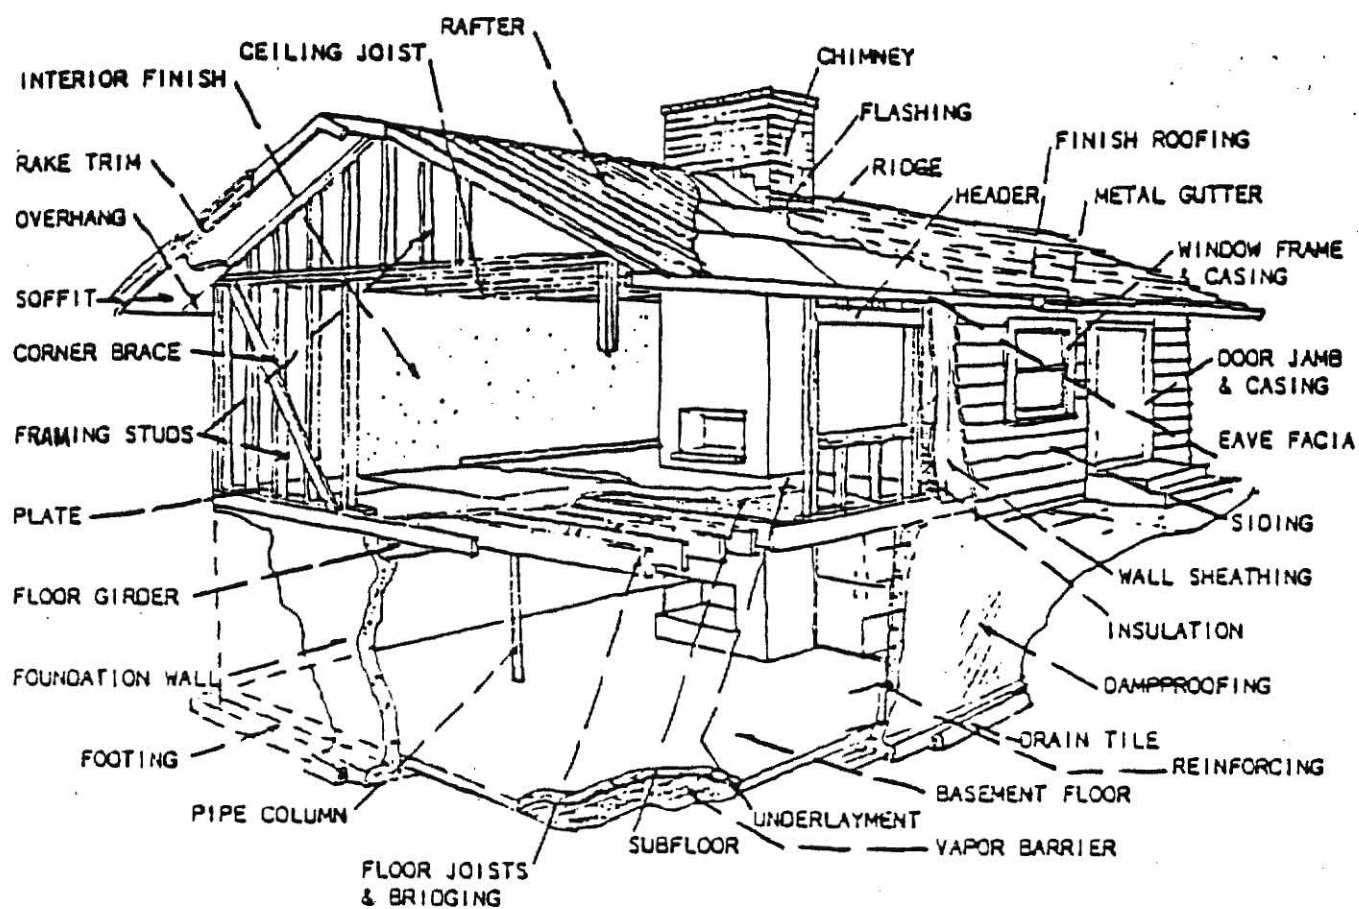 RAFTER
CEILING JOIST
INTERIOR FINISH
RAKE TRIM
OVERHANG
SOFFIT
CORNER BRACE
FRAMING STUDS
PLATE
FLOOR GIRDER
FOUNDATION WALL
FOOTING
PIPE COLUMN
FLOOR JOISTS
& BRIDGING
SUBFLOOR
UNDERLAYMENT
VAPOR BARRIER
BASEMENT FLOOR
REINFORCING
DRAIN TILE
DAMPPROOFING
INSULATION
WALL SHEATHING
SIDING
EAVE FACIA
DOOR JAMB
& CASING
WINDOW FRAME
& CASING
METAL GUTTER
FINISH ROOFING
HEADER
RIDGE
FLASHING
CHIMNEY